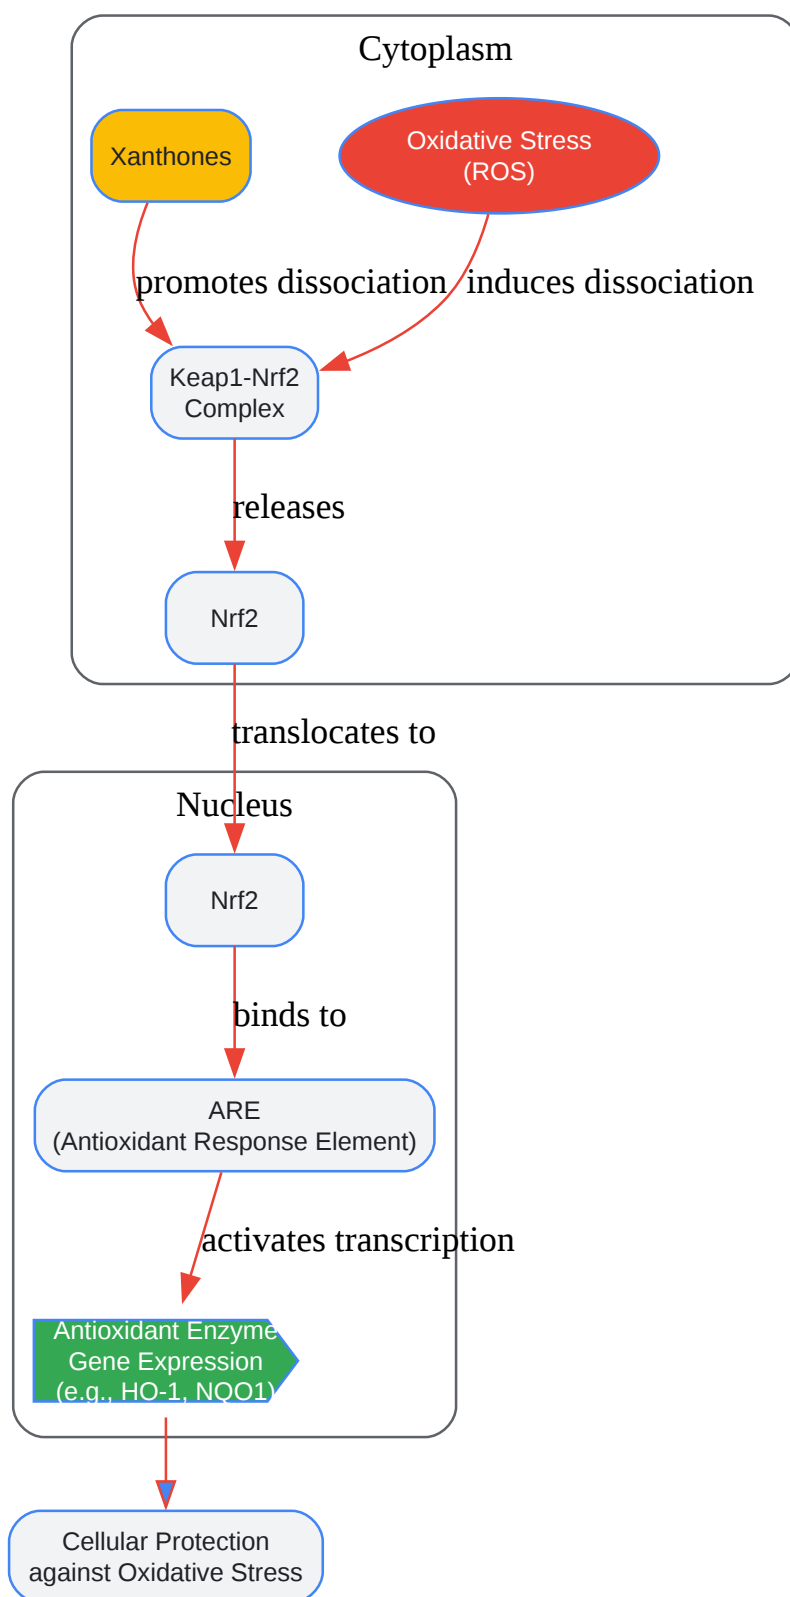 Cytoplasm
Xanthones
Oxidative Stress
(ROS)
promotes dissociation
induces dissociation
Keap1-Nrf2
Complex
releases
Nrf2
translocates to
Nucleus
Nrf2
binds to
ARE
(Antioxidant Response Element)
activates transcription
Antioxidant Enzyme
Gene Expression
(e.g., HO-1, NQO1)
Cellular Protection
against Oxidative Stress